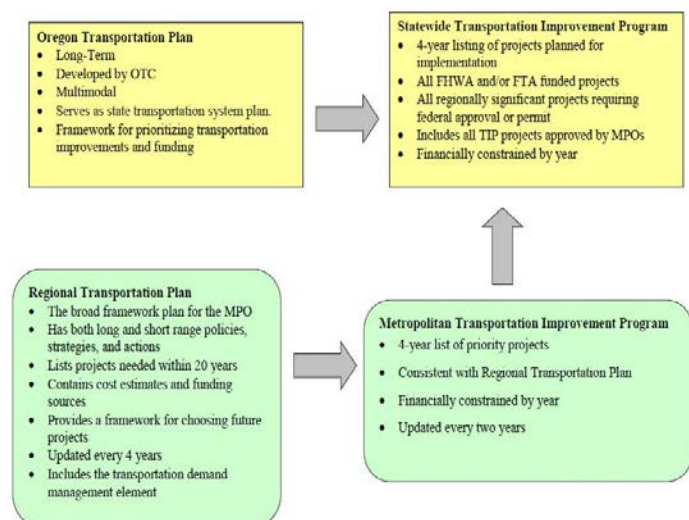 Oregon Transportation Plan
• Long-Term
• Developed by OTC
• Multimodal
• Serves as state transportation system plan.
• Framework for prioritizing transportation
improvements and funding
Statewide Transportation Improvement Program
• 4-year listing of projects planned for
implementation
• All FHWA and/or FTA funded projects
• All regionally significant projects requiring
federal approval or permit
• Includes all TIP projects approved by MPOs
• Financially constrained by year
Regional Transportation Plan
• The broad framework plan for the MPO
• Has both long and short range policies,
strategies, and actions
• Lists projects needed within 20 years
• Contains cost estimates and funding
sources
• Provides a framework for choosing future
projects
• Updated every 4 years
• Includes the transportation demand
management element
Metropolitan Transportation Improvement Program
• 4-year list of priority projects
• Consistent with Regional Transportation Plan
• Financially constrained by year
• Updated every two years